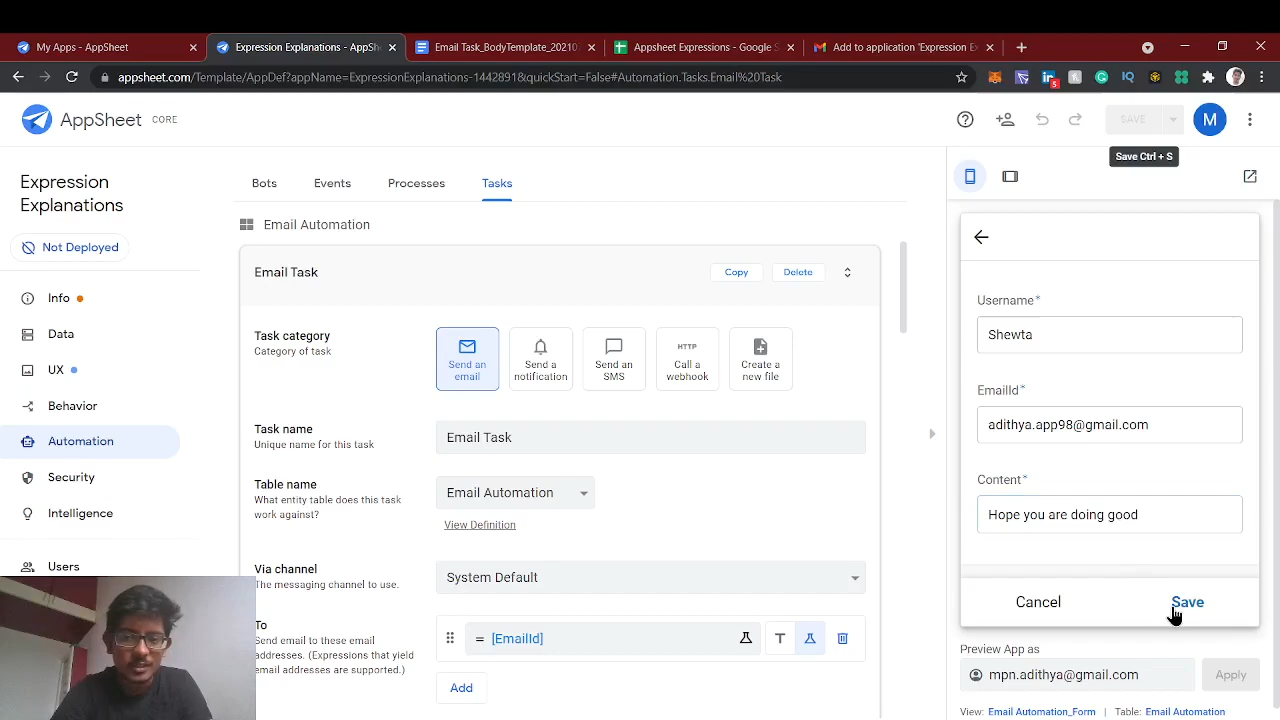 My Apps - AppSheet
Expression Explanations - AppSh
Email Task_BodyTemplate_20210
Appsheet Expressions - Google S
Add to application 'Expression E
appsheet.com/Template/AppDef?appName=ExpressionExplanations-1442891&quickStart=False#Automation.Tasks.Email%20Task
5
AppSheet CORE
SAVE
M
Save Ctrl + S
Expression
Explanations
Not Deployed
Info
Data
UX
Behavior
Automation
Security
Intelligence
Users
Bots
Events
Processes
Tasks
Email Automation
Email Task
Copy
Delete
Task category
Category of task
Send an
email
Send a
notification
Send an
SMS
HTTP
Call a
webhook
Create a
new file
Task name
Unique name for this task
Email Task
Table name
What entity table does this task
work against?
Email Automation
View Definition
Via channel
The messaging channel to use.
System Default
To
Send email to these email
addresses. (Expressions that yield
email addresses are supported.)
= [EmailId]
T
Add
Username*
Shewta
EmailId*
adithya.app98@gmail.com
Content*
Hope you are doing good
Cancel
Save
Preview App as
mpn.adithya@gmail.com
Apply
View: Email Automation_Form | Table: Email Automation